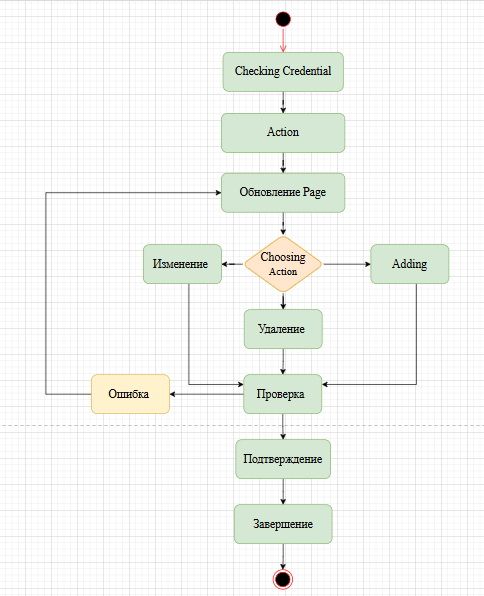 Checking Credential
Action
Обновление Page
Choosing
Action
Изменение
Adding
Удаление
Ошибка
Проверка
Подтверждение
Завершение